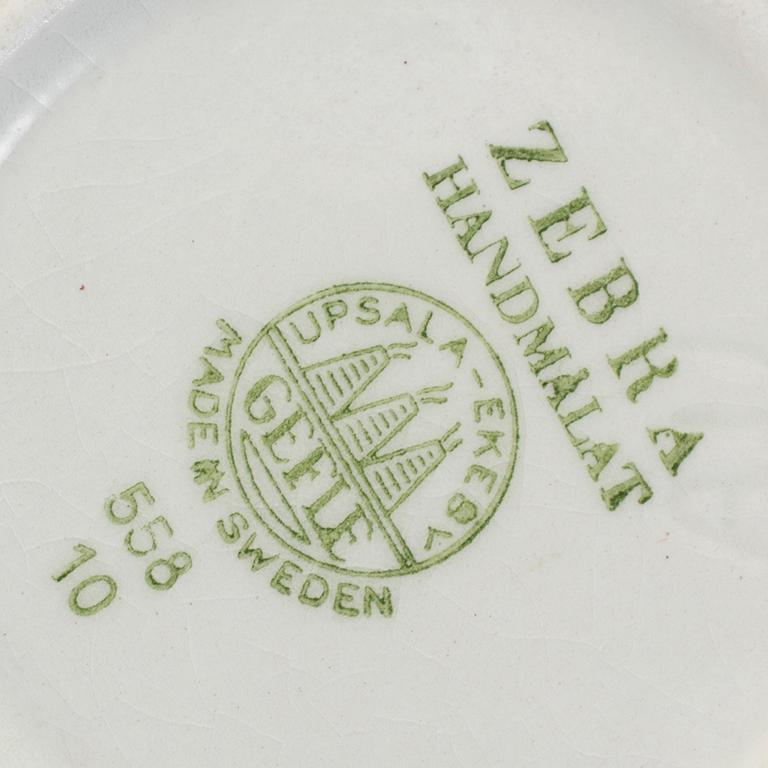 ZEBRA
HANDMÅLAT
UPSALA-EKEBY
GEFLE
MADE IN SWEDEN
558
10